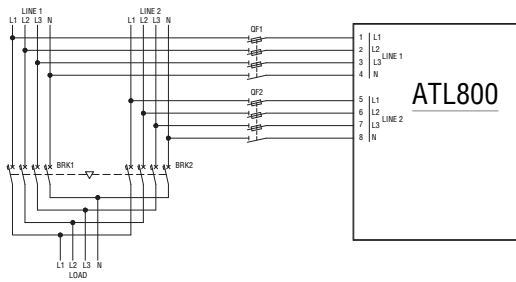 LINE 1 LINE 2
L1 L2 L3 N L1 L2 L3 N
QF1
1 L1
2 L2
3 L3
4 N
LINE 1
QF2
5 L1
6 L2
7 L3
8 N
LINE 2
ATL800
BRK1 BRK2
L1 L2 L3 N
LOAD